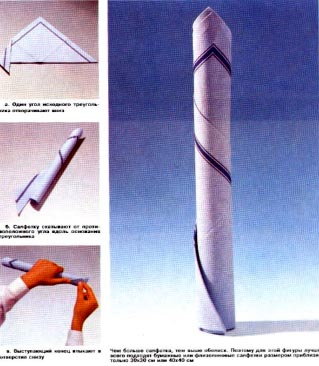 а. Один угол исходного треуголь-
ника отворачивают вниз
б. Салфетку скатывают от проти-
воположного угла вдоль основания
треугольника
в. Выступающий конец втыкают в
отверстие снизу
Чем больше салфетка, тем выше обелиск. Поэтому для этой фигуры лучше
всего подходят бумажные или флизелиновые салфетки размером приблизи
только 30х30 см или 40х40 см